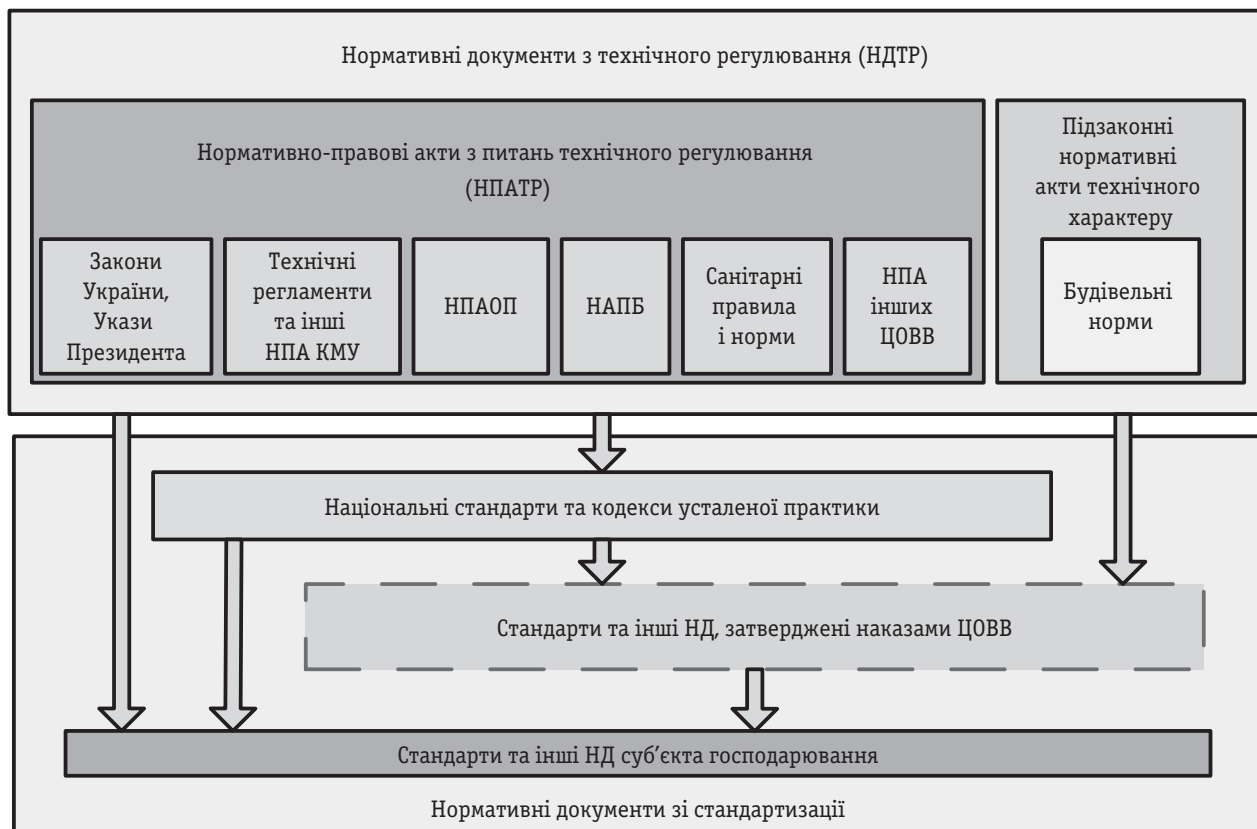 Нормативні документи з технічного регулювання (НДТР)
Нормативно-правові акти з питань технічного регулювання
(НПАТР)
Закони
України,
Укази
Президента
Технічні
регламенти
та інші
НПА КМУ
НПАОП
НАПБ
Санітарні
правила
і норми
НПА
інших
ЦОВВ
Підзаконні
нормативні
акти технічного
характеру
Будівельні
норми
Національні стандарти та кодекси усталеної практики
Стандарти та інші НД, затверджені наказами ЦОВВ
Стандарти та інші НД суб’єкта господарювання
Нормативні документи зі стандартизації